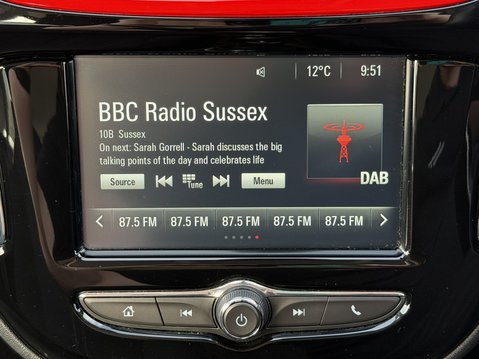 12°C 9:51
BBC Radio Sussex
10B Sussex
On next: Sarah Gorrell - Sarah discusses the big
talking points of the day and celebrates life
DAB
Source Tune Menu
87.5 FM 87.5 FM 87.5 FM 87.5 FM 87.5 FM